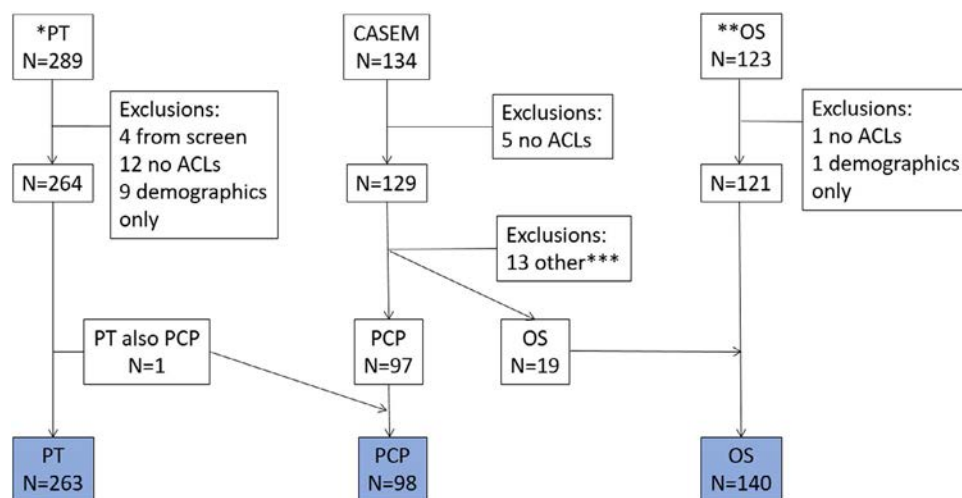 *PT
N=289
CASEM
N=134
**OS
N=123
Exclusions:
4 from screen
12 no ACLs
9 demographics
only
Exclusions:
5 no ACLs
Exclusions:
1 no ACLs
1 demographics
only
N=264
N=129
N=121
Exclusions:
13 other***
PT also PCP
N=1
PCP
N=97
OS
N=19
PT
N=263
PCP
N=98
OS
N=140